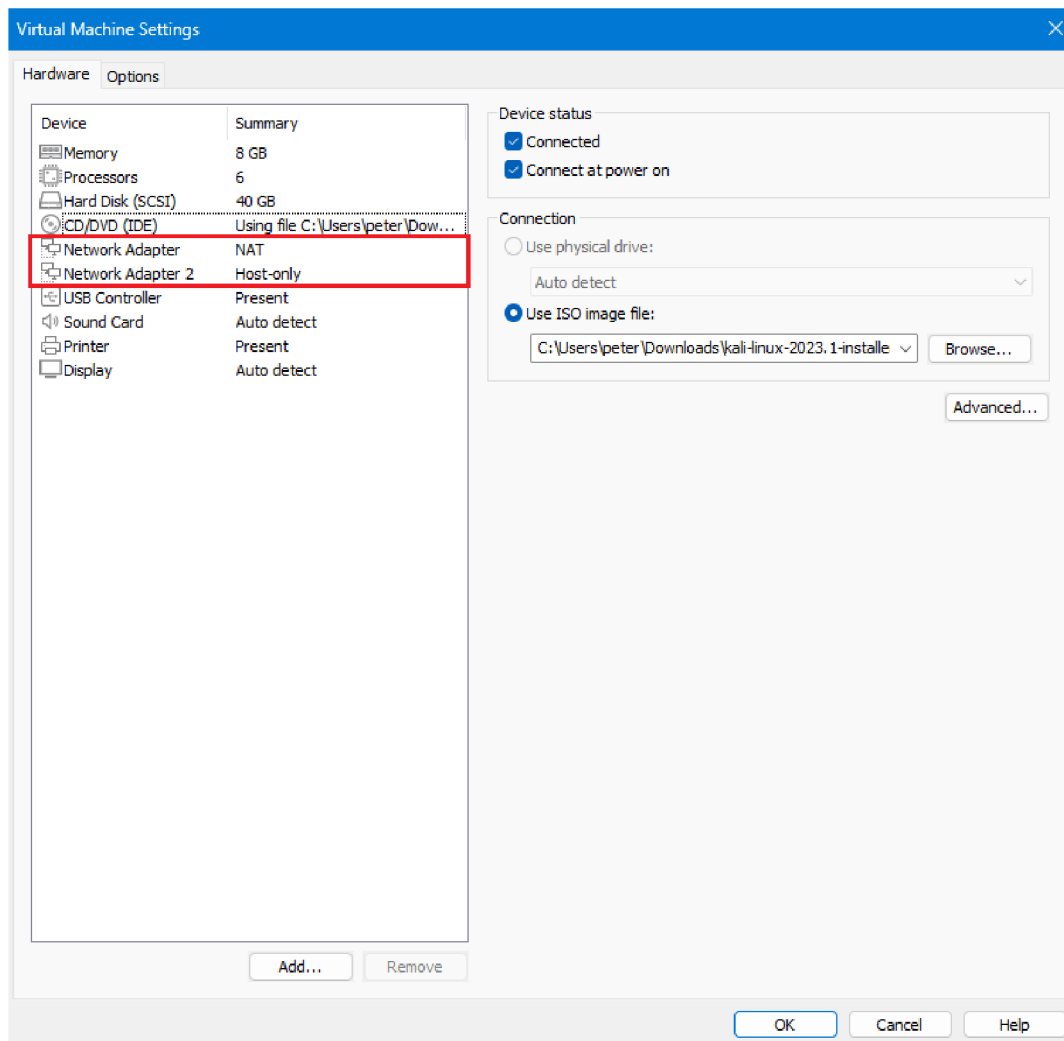 Virtual Machine Settings
Hardware Options
Device Summary
Memory 8 GB
Processors 6
Hard Disk (SCSI) 40 GB
CD/DVD (IDE) Using file C:\Users\peter\Dow...
Network Adapter NAT
Network Adapter 2 Host-only
USB Controller Present
Sound Card Auto detect
Printer Present
Display Auto detect
Add... Remove
Device status
Connected
Connect at power on
Connection
Use physical drive:
Auto detect
Use ISO image file:
C:\Users\peter\Downloads\kali-linux-2023.1-installe Browse...
Advanced...
OK Cancel Help